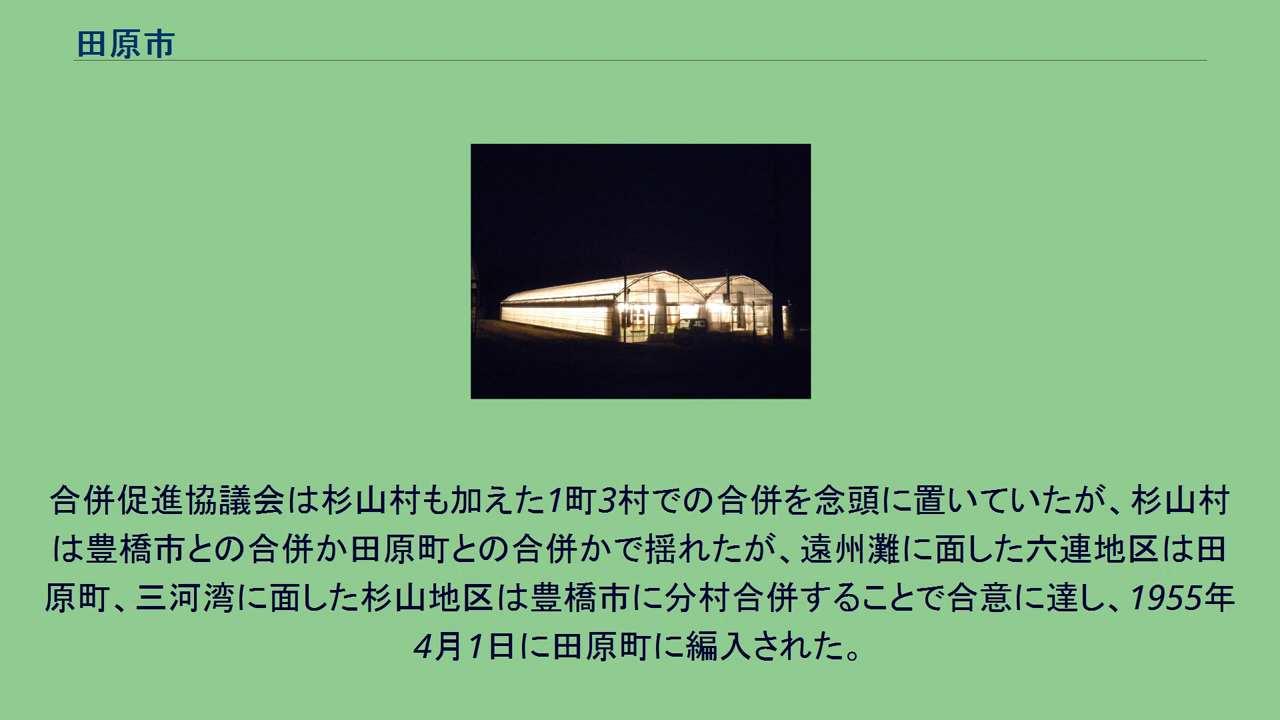 田原市
合併促進協議会は杉山村も加えた1町3村での合併を念頭に置いていたが、杉山村
は豊橋市との合併か田原町との合併かで揺れたが、遠州灘に面した六連地区は田
原町、三河湾に面した杉山地区は豊橋市に分村合併することで合意に達し、1955年
4月1日に田原町に編入された。